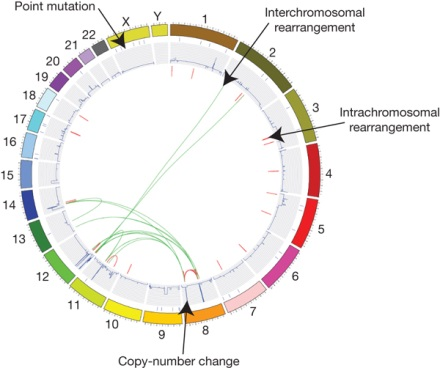 Point mutation
Interchromosomal
rearrangement
Intrachromosomal
rearrangement
Copy-number change
X
Y
1
2
3
4
5
6
7
8
9
10
11
12
13
14
15
16
17
18
19
20
21
22